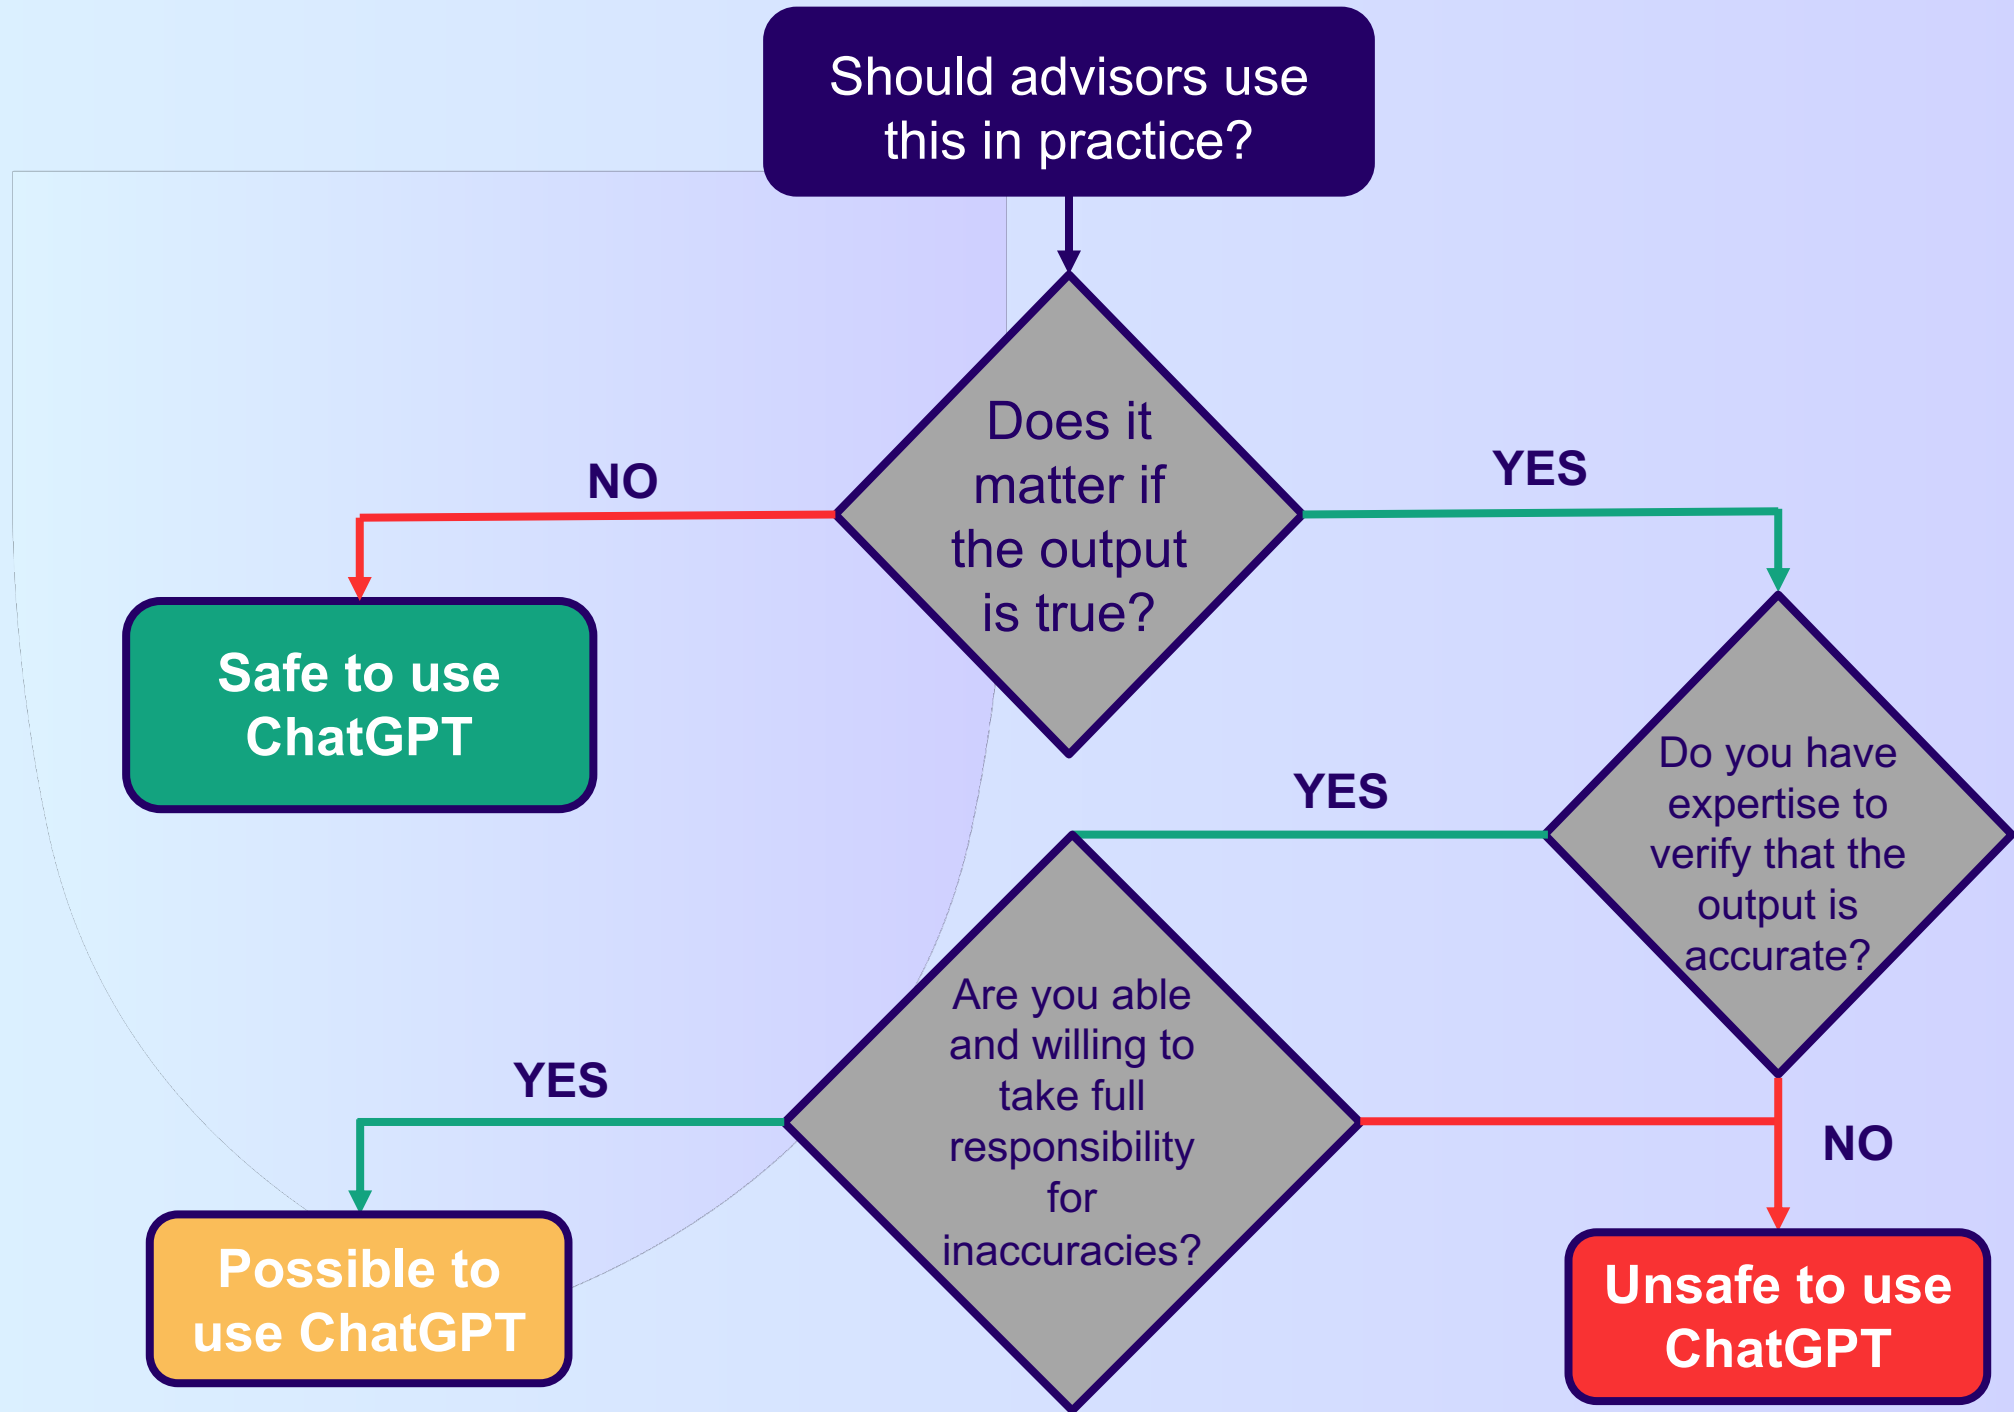 Should advisors use
this in practice?
Does it
matter if
the output
is true?
NO
YES
Safe to use
ChatGPT
Do you have
expertise to
verify that the
output is
accurate?
YES
Are you able
and willing to
take full
responsibility
for
inaccuracies?
YES
NO
Possible to
use ChatGPT
Unsafe to use
ChatGPT